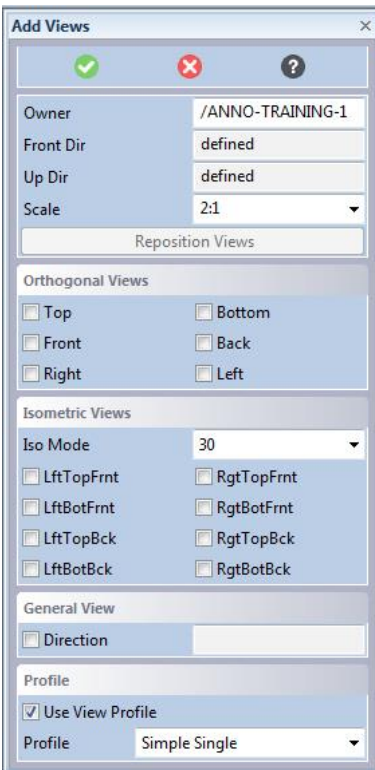 Add Views
Owner /ANNO-TRAINING-1
Front Dir defined
Up Dir defined
Scale 2:1
Reposition Views
Orthogonal Views
Top Bottom
Front Back
Right Left
Isometric Views
Iso Mode 30
LftTopFrnt RgtTopFrnt
LftBotFrnt RgtBotFrnt
LftTopBck RgtTopBck
LftBotBck RgtBotBck
General View
Direction
Profile
Use View Profile
Profile Simple Single